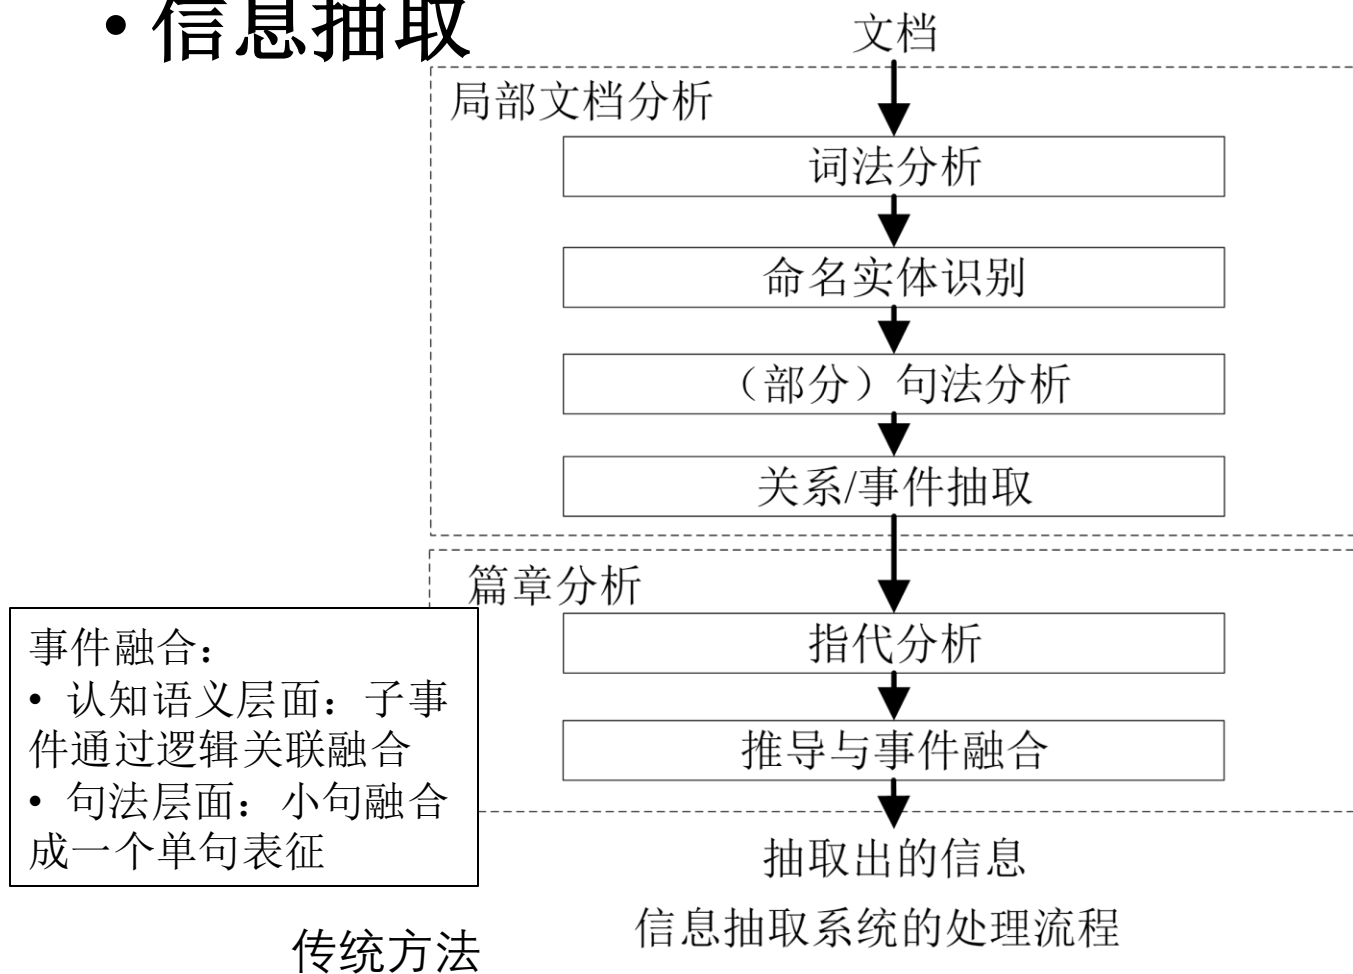 • 信息抽取
文档
局部文档分析
词法分析
命名实体识别
（部分）句法分析
关系/事件抽取
篇章分析
指代分析
推导与事件融合
抽取出的信息
信息抽取系统的处理流程
事件融合：
• 认知语义层面：子事
件通过逻辑关联融合
• 句法层面：小句融合
成一个单句表征
传统方法